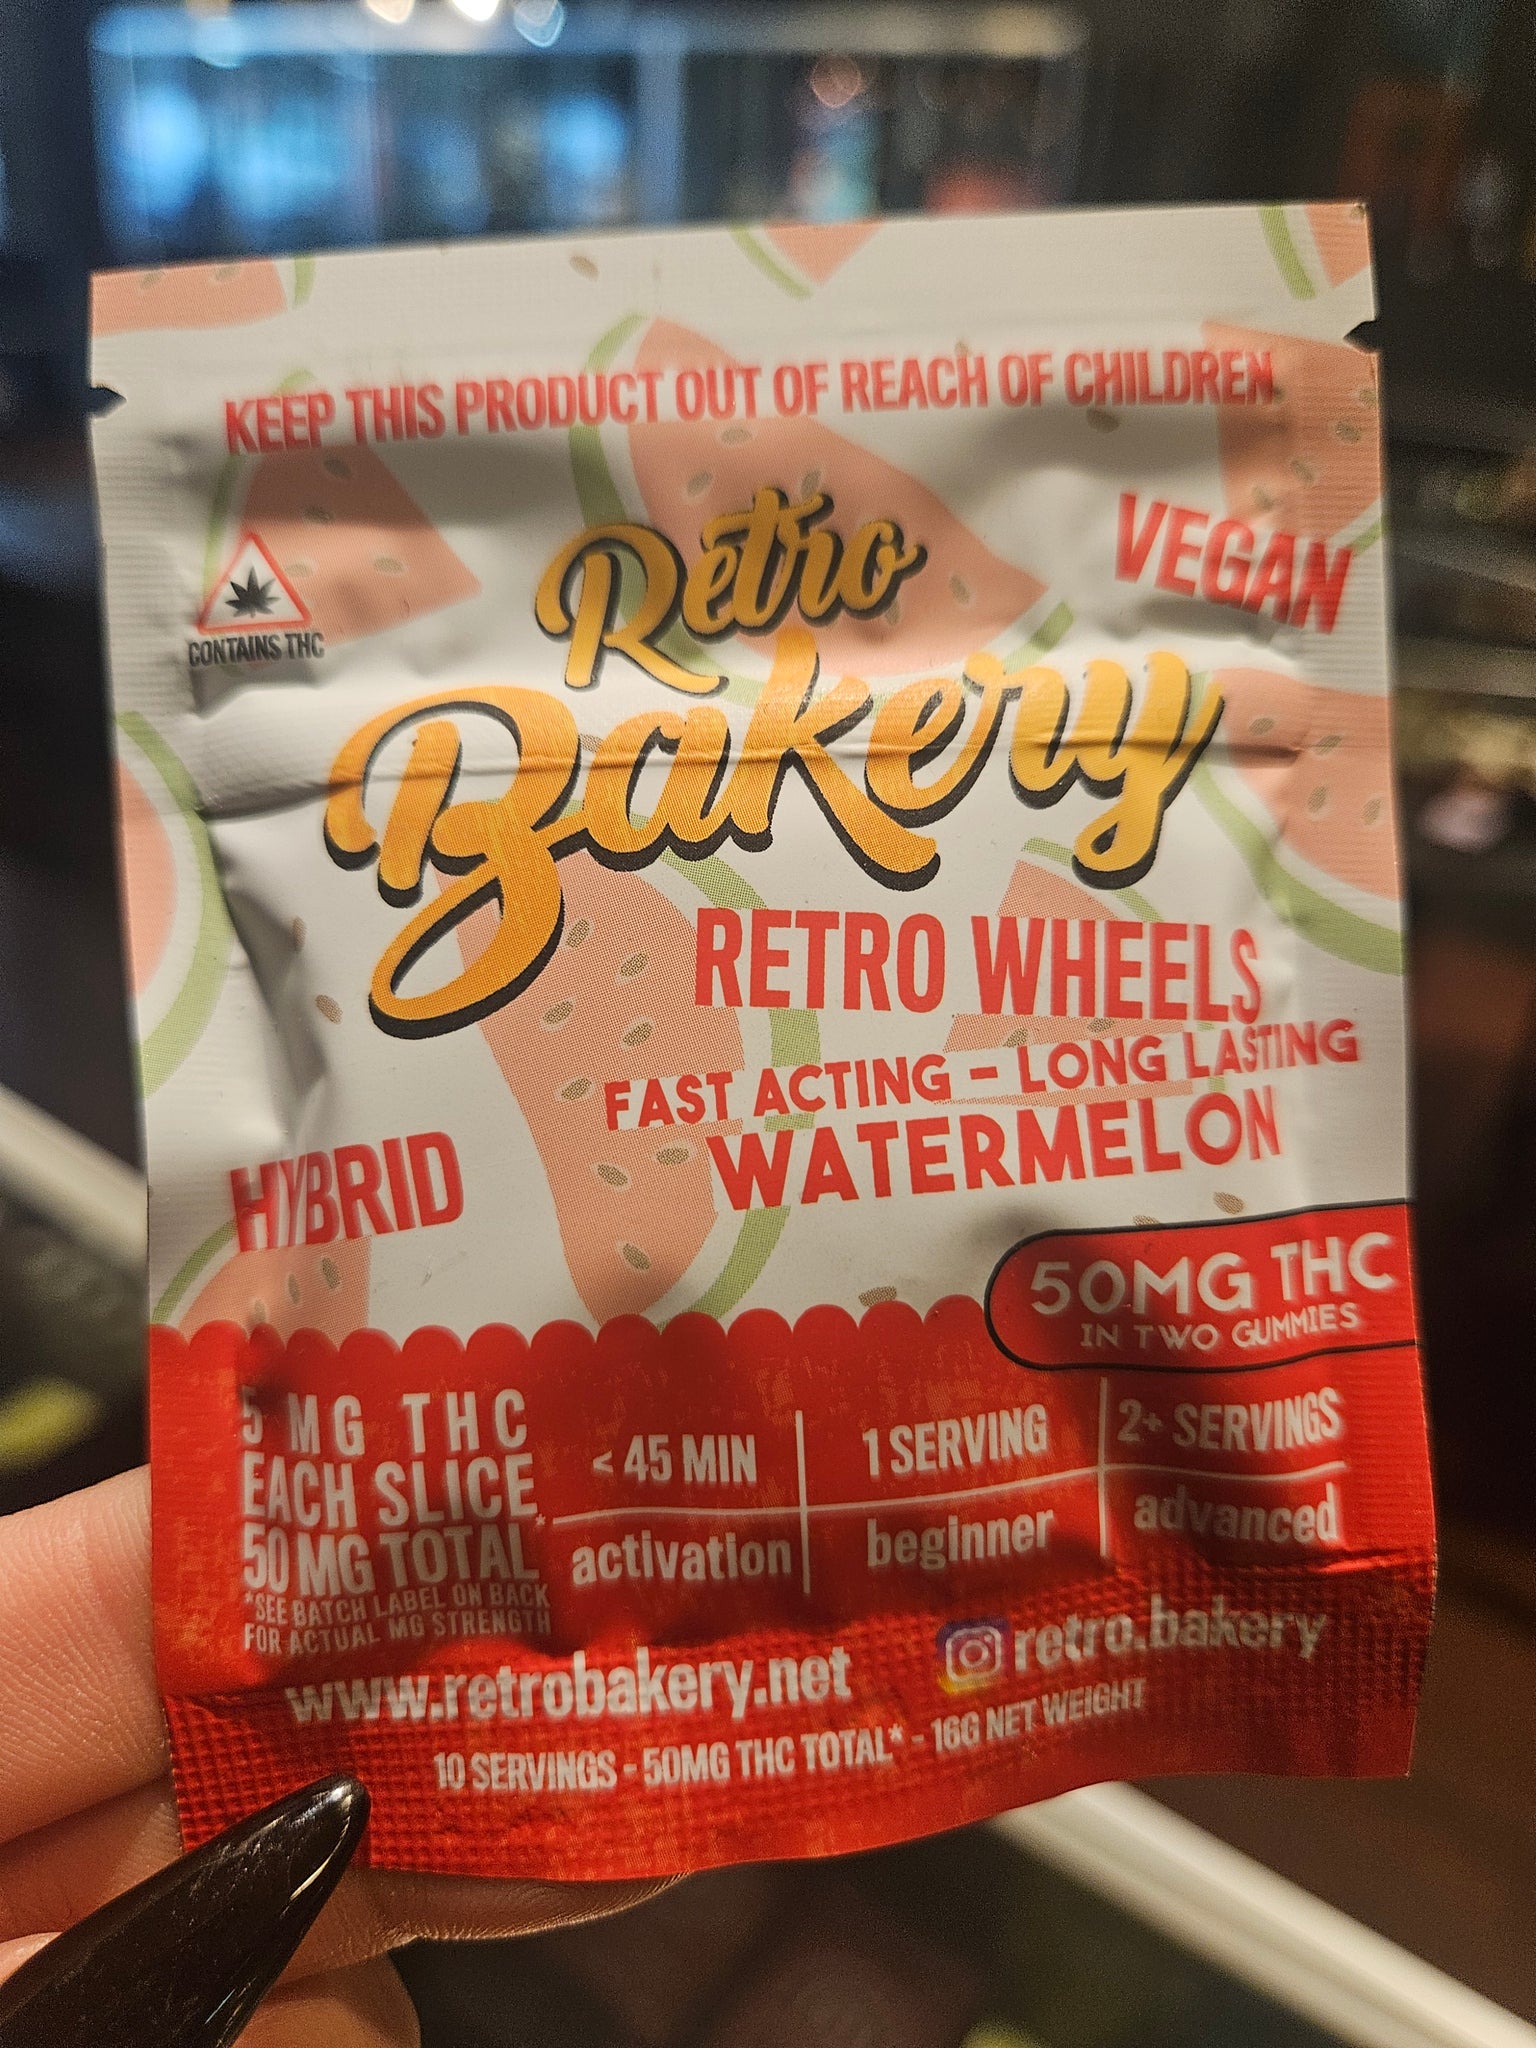 KEEP THIS PRODUCT OUT OF REACH OF CHILDREN.
VEGAN
CONTAINS THC
Retro
Bakery
RETRO WHEELS
FAST ACTING - LONG LASTING
WATERMELON
HYBRID
50MG THC
IN TWO GUMMIES
5 MG THC
EACH SLICE
50 MG TOTAL*
*SEE BATCH LABEL ON BACK
FOR ACTUAL MG STRENGTH
< 45 MIN
activation
1 SERVING
beginner
2+ SERVINGS
advanced
www.retrobakery.net
retro.bakery
10 SERVINGS - 50MG THC TOTAL* - 16G NET WEIGHT